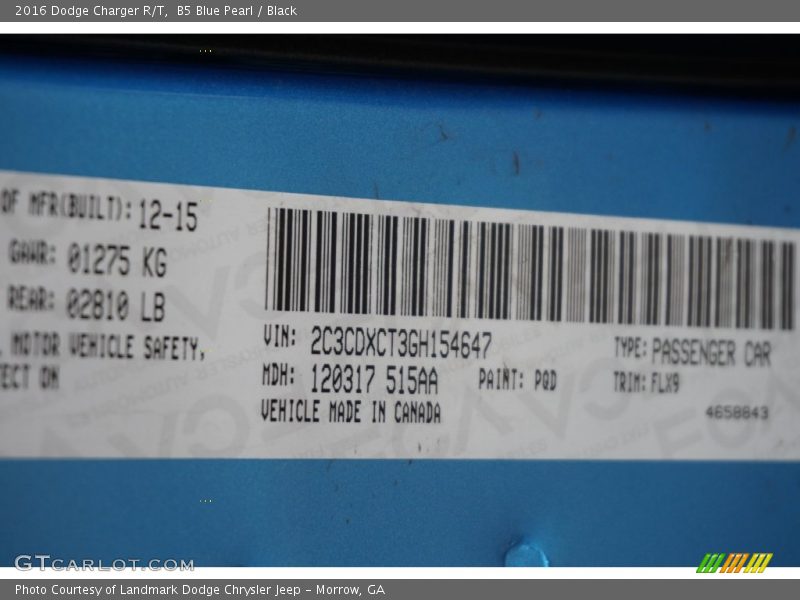 2016 Dodge Charger R/T,  B5 Blue Pearl / Black
OF MFR(BUILT): 12-15
GAWR: 01275 KG
REAR: 02810 LB
MOTOR VEHICLE SAFETY,
ECT ON
VIN: 2C3CDXCT3GH154647
TYPE: PASSENGER CAR
MDH: 120317 515AA
PAINT: PQD
TRIM: FLX9
VEHICLE MADE IN CANADA
4658843
GTCARLOT.COM
Photo Courtesy of Landmark Dodge Chrysler Jeep – Morrow, GA